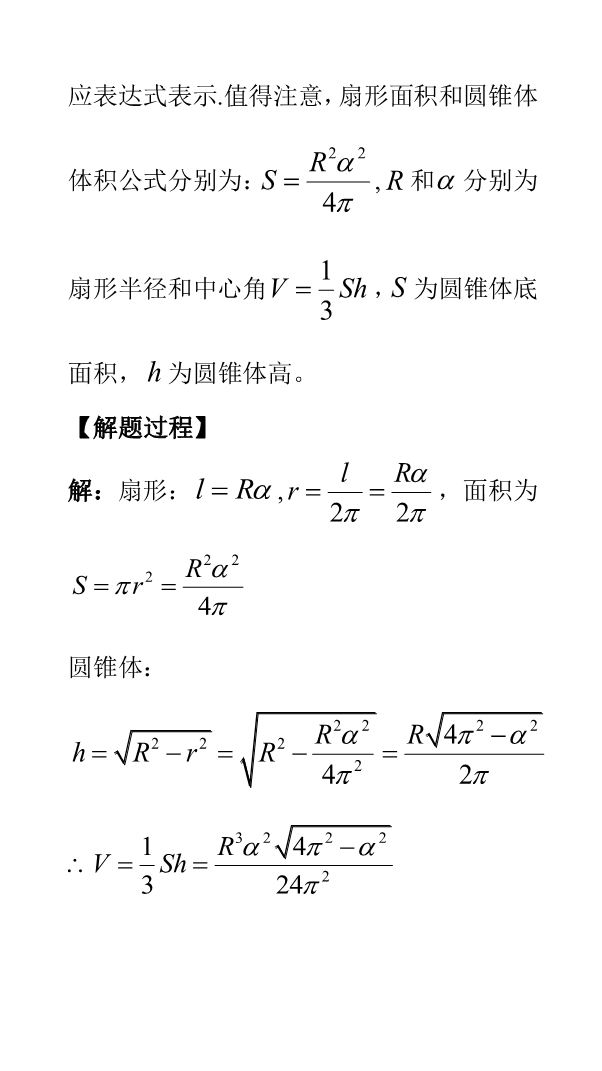 应表达式表示.值得注意，扇形面积和圆锥体
体积公式分别为：$S=\frac{R^2\alpha^2}{4\pi}$, $R$ 和 $\alpha$ 分别为
扇形半径和中心角 $V=\frac{1}{3}Sh$，$S$ 为圆锥体底
面积， $h$ 为圆锥体高。
【解题过程】
解：扇形： $l=R\alpha$ , $r=\frac{l}{2\pi}=\frac{R\alpha}{2\pi}$ ，面积为
$S=\pi r^2=\frac{R^2\alpha^2}{4\pi}$
圆锥体：
$h=\sqrt{R^2-r^2}=\sqrt{R^2-\frac{R^2\alpha^2}{4\pi^2}}=\frac{R\sqrt{4\pi^2-\alpha^2}}{2\pi}$
$\therefore V=\frac{1}{3}Sh=\frac{R^3\alpha^2\sqrt{4\pi^2-\alpha^2}}{24\pi^2}$